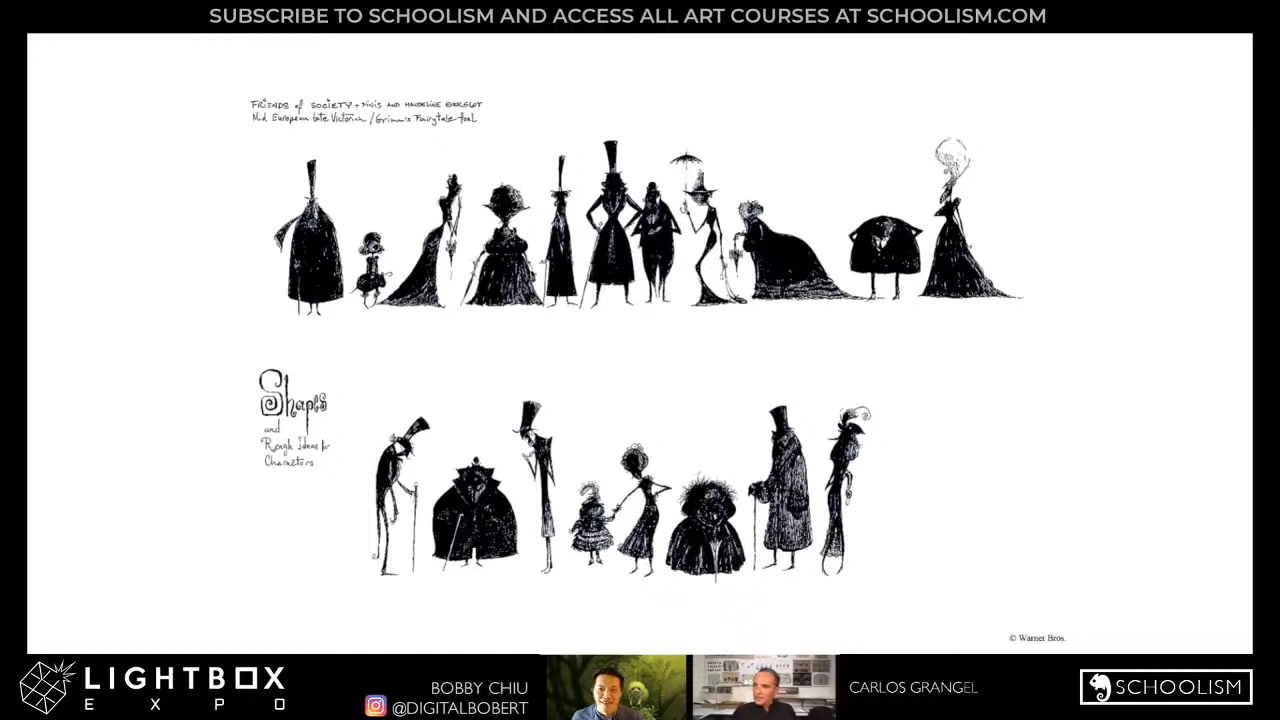 SUBSCRIBE TO SCHOOLISM AND ACCESS ALL ART COURSES AT SCHOOLISM.COM
FRiENDS of SOCiETY + FiNiS AND MAUDELINE EVERGLOT
Mid European late Victorian / Grimm's Fairytale feel
Shapes
and
Rough Ideas for
Characters
© Warner Bros.
LIGHTBOX
EXPO
BOBBY CHIU
@DIGITALBOBERT
CARLOS GRANGEL
SCHOOLISM